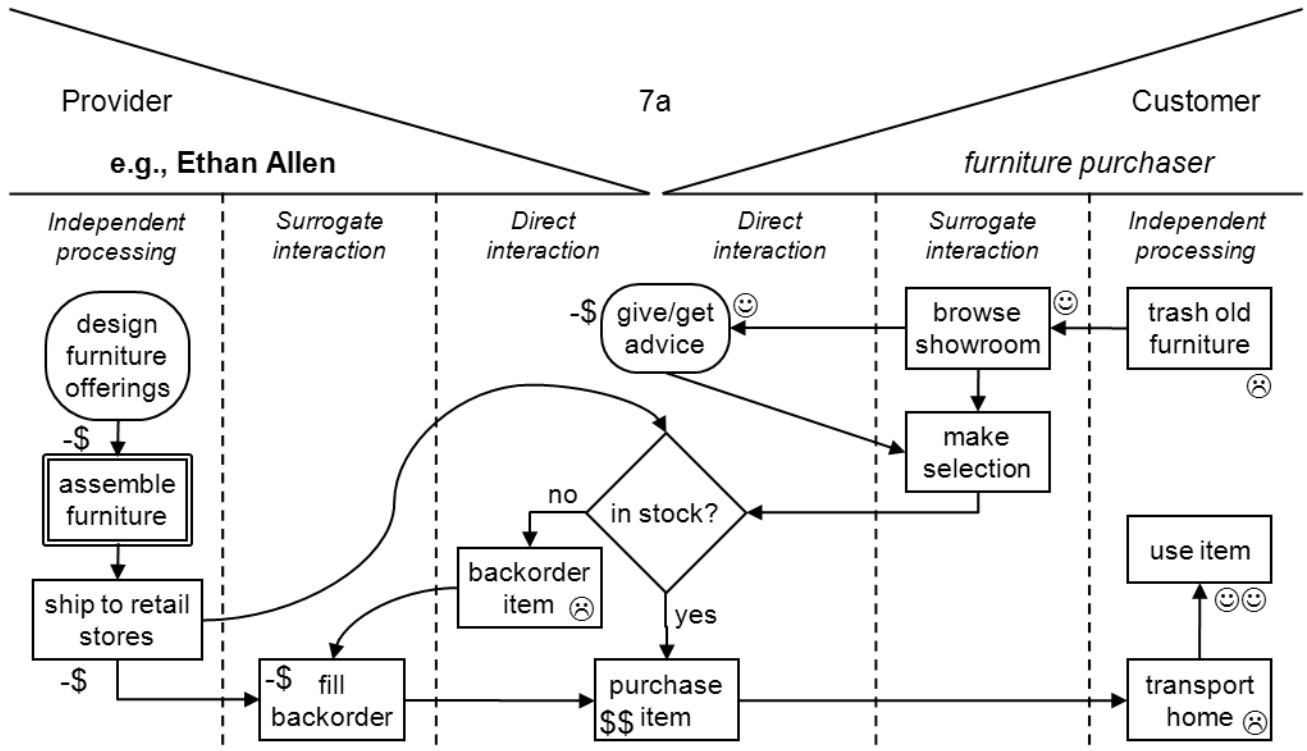 Provider
7a
Customer
e.g., Ethan Allen
furniture purchaser
Independent
processing
Surrogate
interaction
Direct
interaction
Direct
interaction
Surrogate
interaction
Independent
processing
design
furniture
offerings
-$
give/get
advice
browse
showroom
trash old
furniture
-$
assemble
furniture
make
selection
in stock?
no
yes
backorder
item
use item
ship to retail
stores
-$
-$ fill
backorder
purchase
$$ item
transport
home